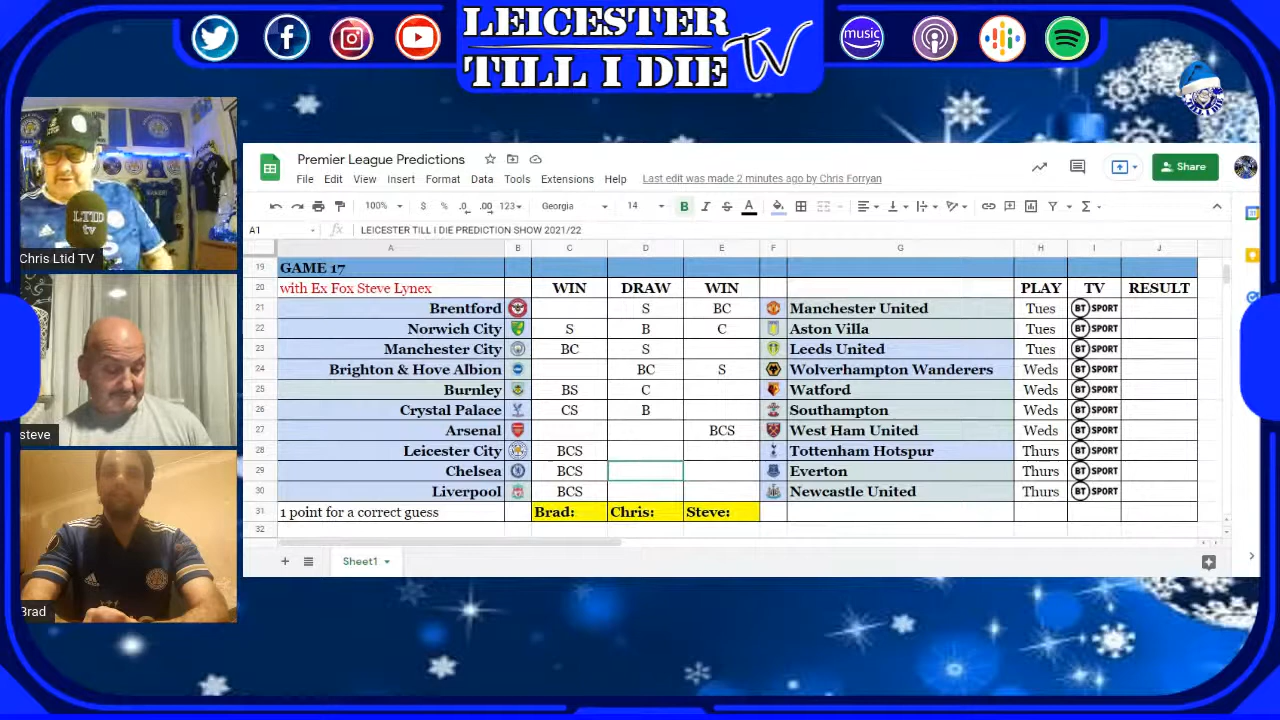 LEICESTER
TILL I DIE TV
music
TILL I DIE
LTID
tv
Chris Ltid TV
steve
Brad
Premier League Predictions
File Edit View Insert Format Tools Extensions Help Last edit was made 2 minutes ago by Chris Forryan
Share
100% $ % .0 .00 123 Georgia 14 B I S A
A1 fx LEICESTER TILL I DIE PREDICTION SHOW 2021/22
A B C D E F G H I J
19 GAME 17
20 with Ex Fox Steve Lynex WIN DRAW WIN PLAY TV RESULT
21 Brentford S BC Manchester United Tues BT SPORT
22 Norwich City S B C Aston Villa Tues BT SPORT
23 Manchester City BC S Leeds United Tues BT SPORT
24 Brighton & Hove Albion BC S Wolverhampton Wanderers Weds BT SPORT
25 Burnley BS C Watford Weds BT SPORT
26 Crystal Palace CS B Southampton Weds BT SPORT
27 Arsenal BCS West Ham United Weds BT SPORT
28 Leicester City BCS Tottenham Hotspur Thurs BT SPORT
29 Chelsea BCS Everton Thurs BT SPORT
30 Liverpool BCS Newcastle United Thurs BT SPORT
31 1 point for a correct guess Brad: Chris: Steve:
32
Sheet1